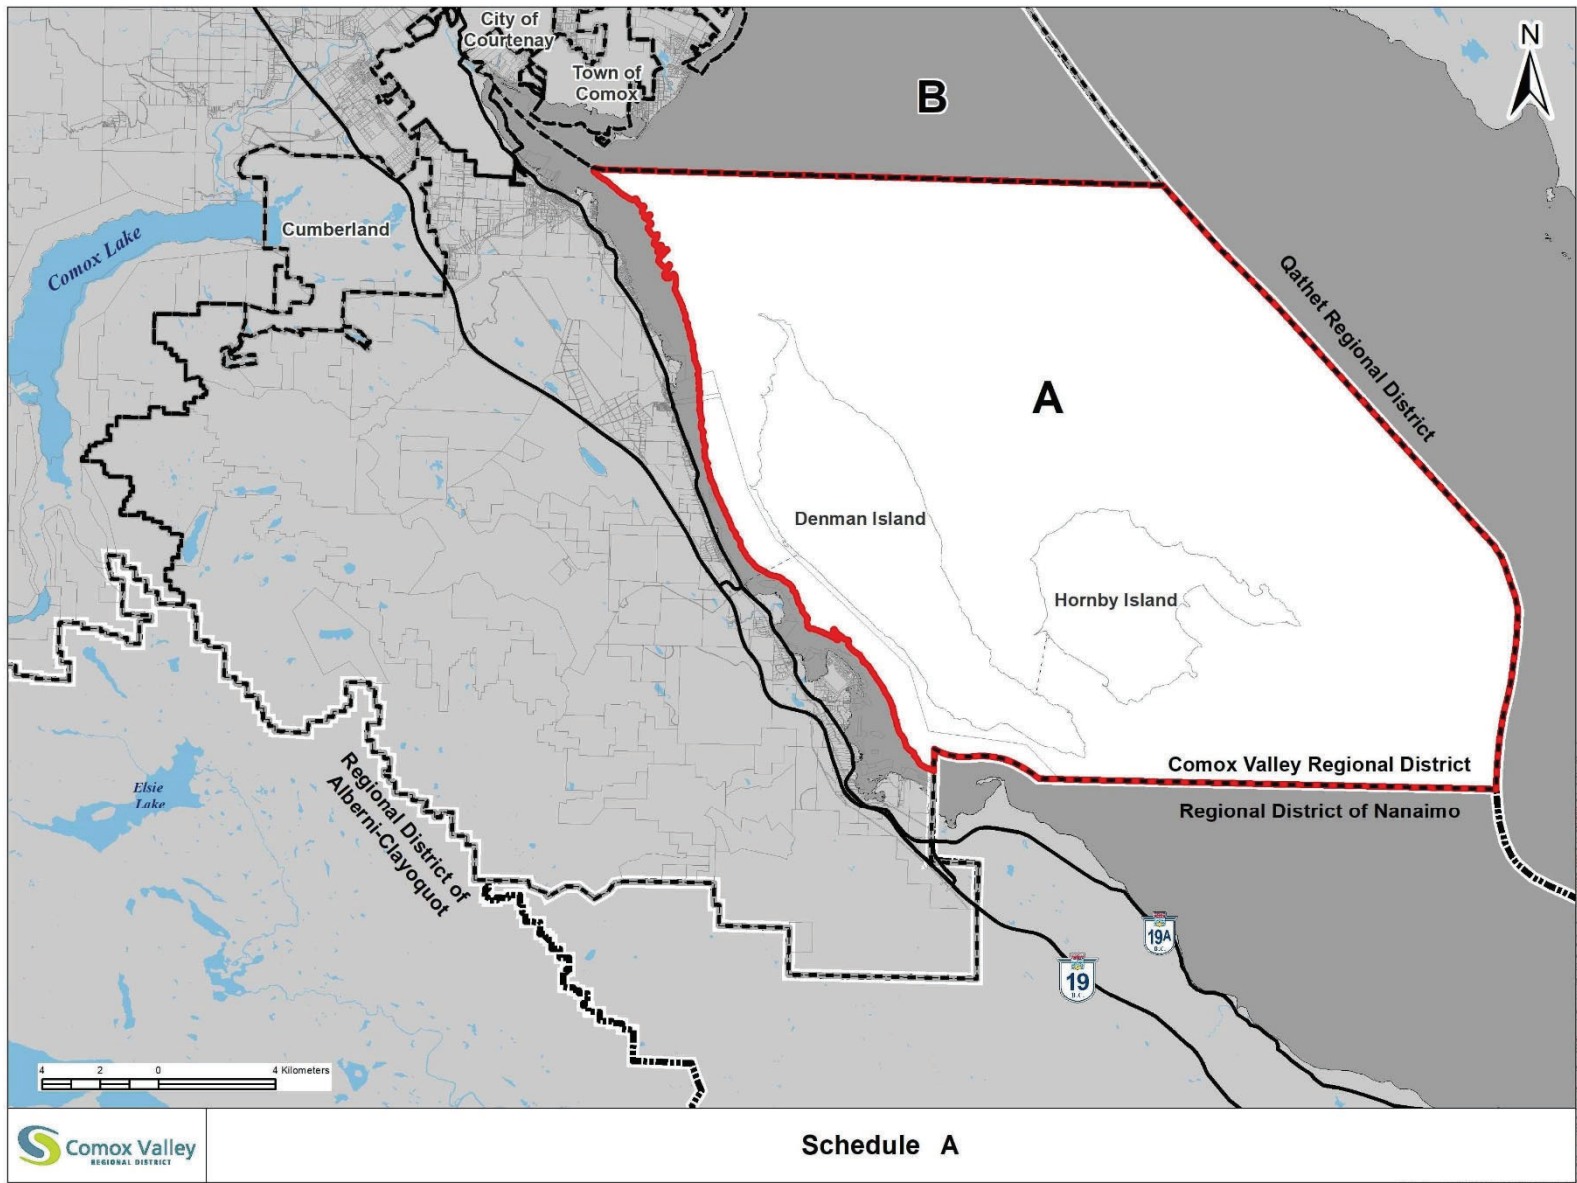 City of
Courtenay
Town of
Comox
B
N
Cumberland
Comox Lake
Qathet Regional District
A
Denman Island
Hornby Island
Comox Valley Regional District
Regional District of Nanaimo
Elsie
Lake
Regional District of
Alberni-Clayoquot
19A
B.C.
19
B.C.
4 2 0 4 Kilometers
Comox Valley
REGIONAL DISTRICT
Schedule A